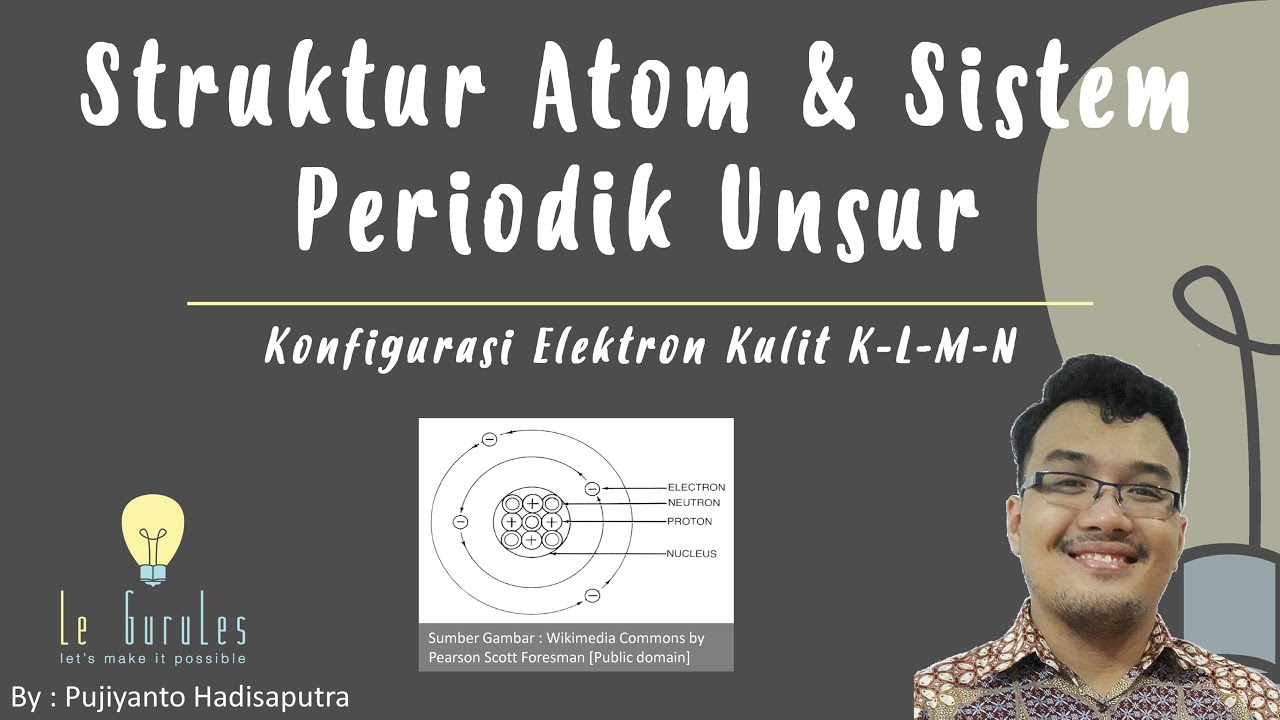 Struktur Atom & Sistem
Periodik Unsur
Konfigurasi Elektron Kulit K-L-M-N
ELECTRON
NEUTRON
PROTON
NUCLEUS
Sumber Gambar : Wikimedia Commons by
Pearson Scott Foresman [Public domain]
Le GuruLes
let's make it possible
By : Pujiyanto Hadisaputra